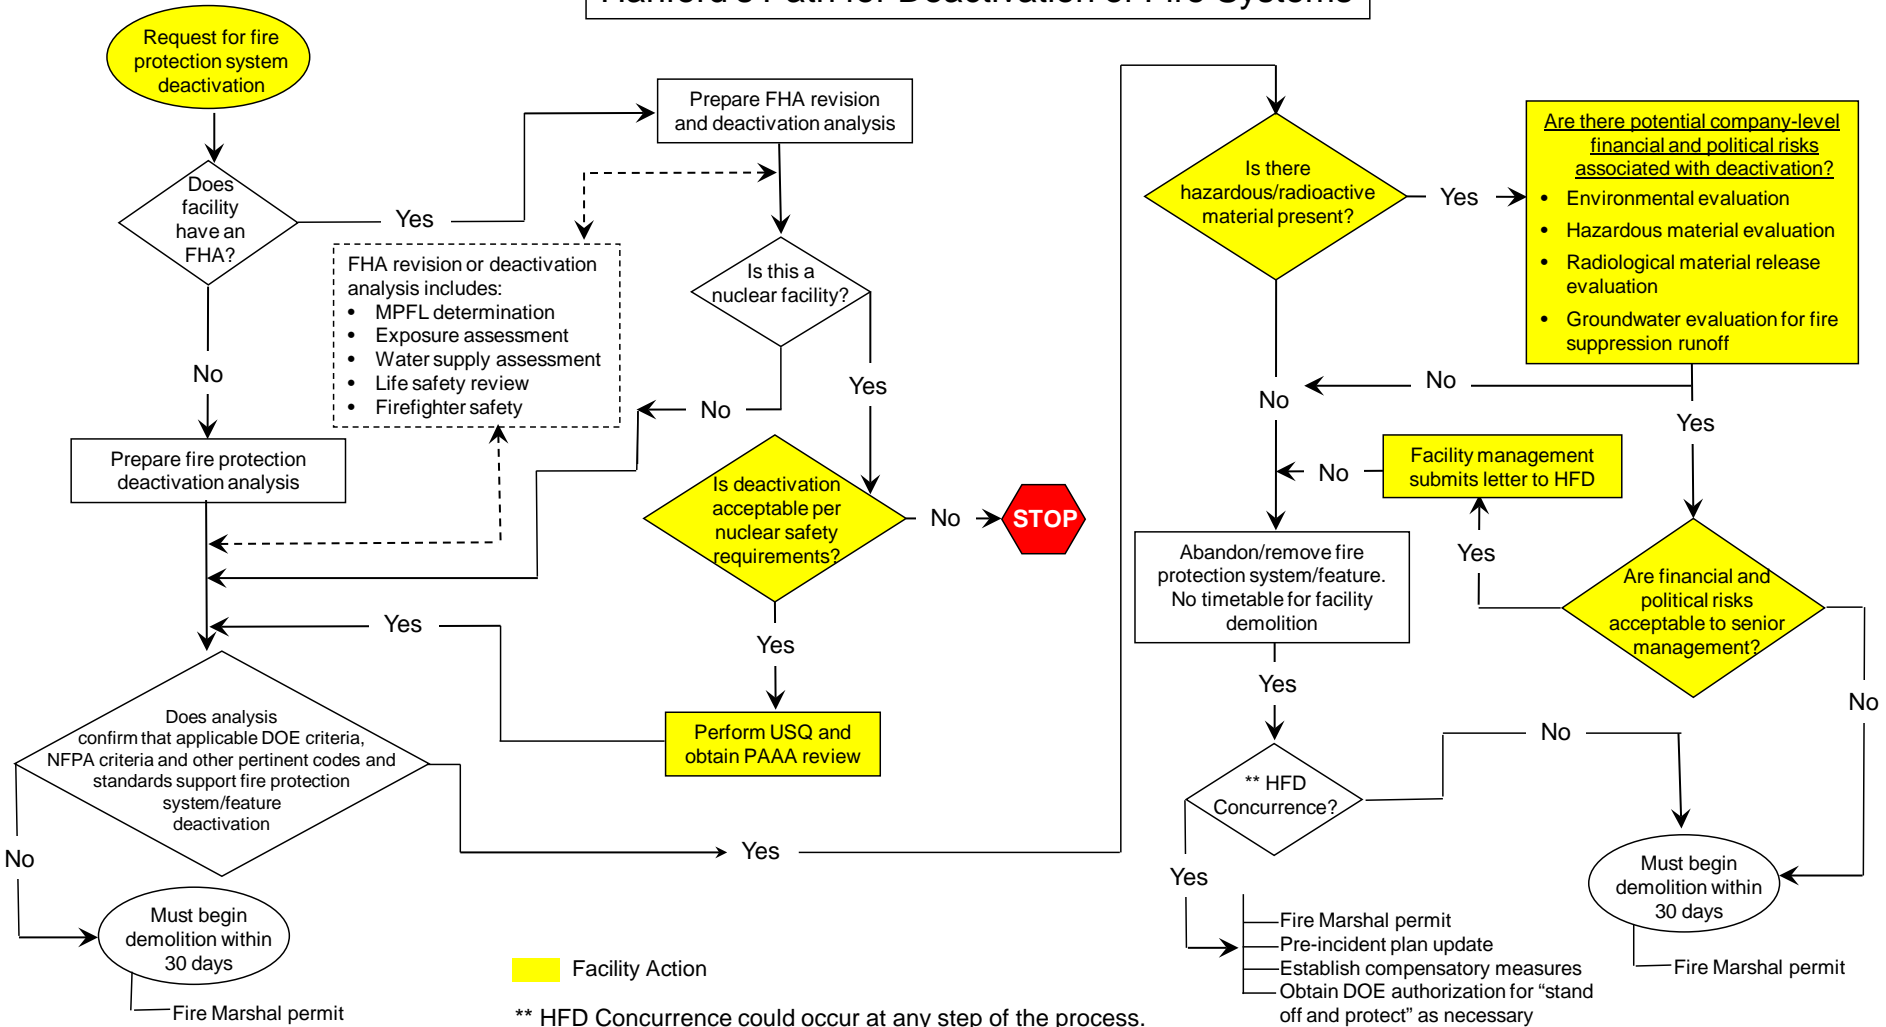 Hanford's Path for Deactivation of Fire Systems
Request for fire
protection system
deactivation
Does
facility
have an
FHA?
Yes
No
Prepare FHA revision
and deactivation analysis
FHA revision or deactivation
analysis includes:
• MPFL determination
• Exposure assessment
• Water supply assessment
• Life safety review
• Firefighter safety
Is this a
nuclear facility?
No
Yes
Prepare fire protection
deactivation analysis
Is deactivation
acceptable per
nuclear safety
requirements?
No
STOP
Yes
Perform USQ and
obtain PAAA review
Yes
Does analysis
confirm that applicable DOE criteria,
NFPA criteria and other pertinent codes and
standards support fire protection
system/feature
deactivation
No
Yes
Must begin
demolition within
30 days
Fire Marshal permit
Is there
hazardous/radioactive
material present?
Yes
No
Are there potential company-level
financial and political risks
associated with deactivation?
• Environmental evaluation
• Hazardous material evaluation
• Radiological material release
evaluation
• Groundwater evaluation for fire
suppression runoff
No
Yes
Facility management
submits letter to HFD
No
Yes
Are financial and
political risks
acceptable to senior
management?
No
Abandon/remove fire
protection system/feature.
No timetable for facility
demolition
Yes
** HFD
Concurrence?
No
Yes
Must begin
demolition within
30 days
Fire Marshal permit
Fire Marshal permit
Pre-incident plan update
Establish compensatory measures
Obtain DOE authorization for “stand
off and protect” as necessary
Facility Action
** HFD Concurrence could occur at any step of the process.